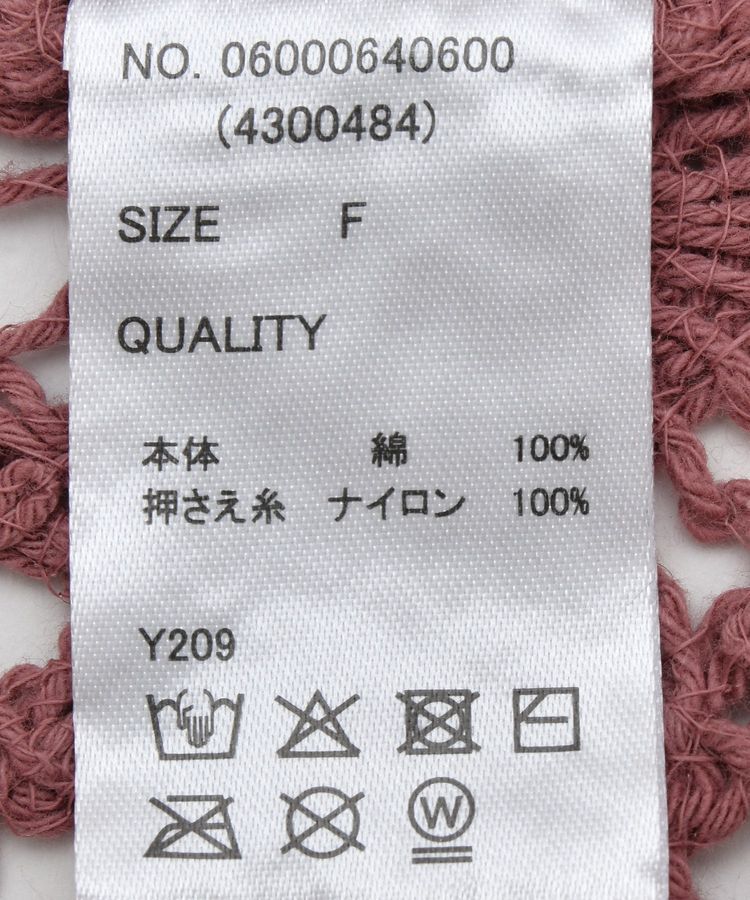 NO. 06000640600
(4300484)
SIZE F
QUALITY
本体 綿 100%
押さえ糸 ナイロン 100%
Y209
W